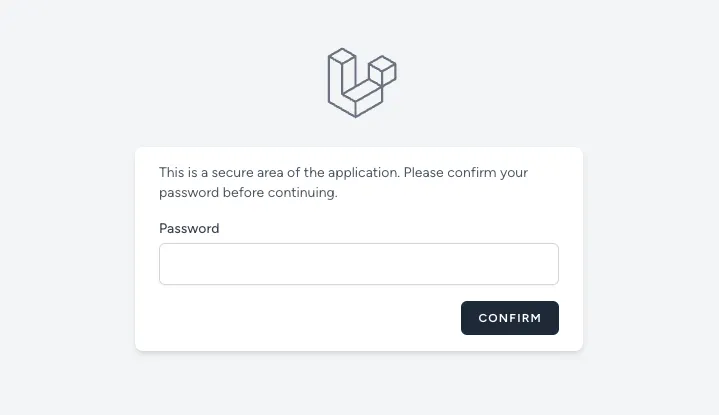 This is a secure area of the application. Please confirm your
password before continuing.
Password
CONFIRM